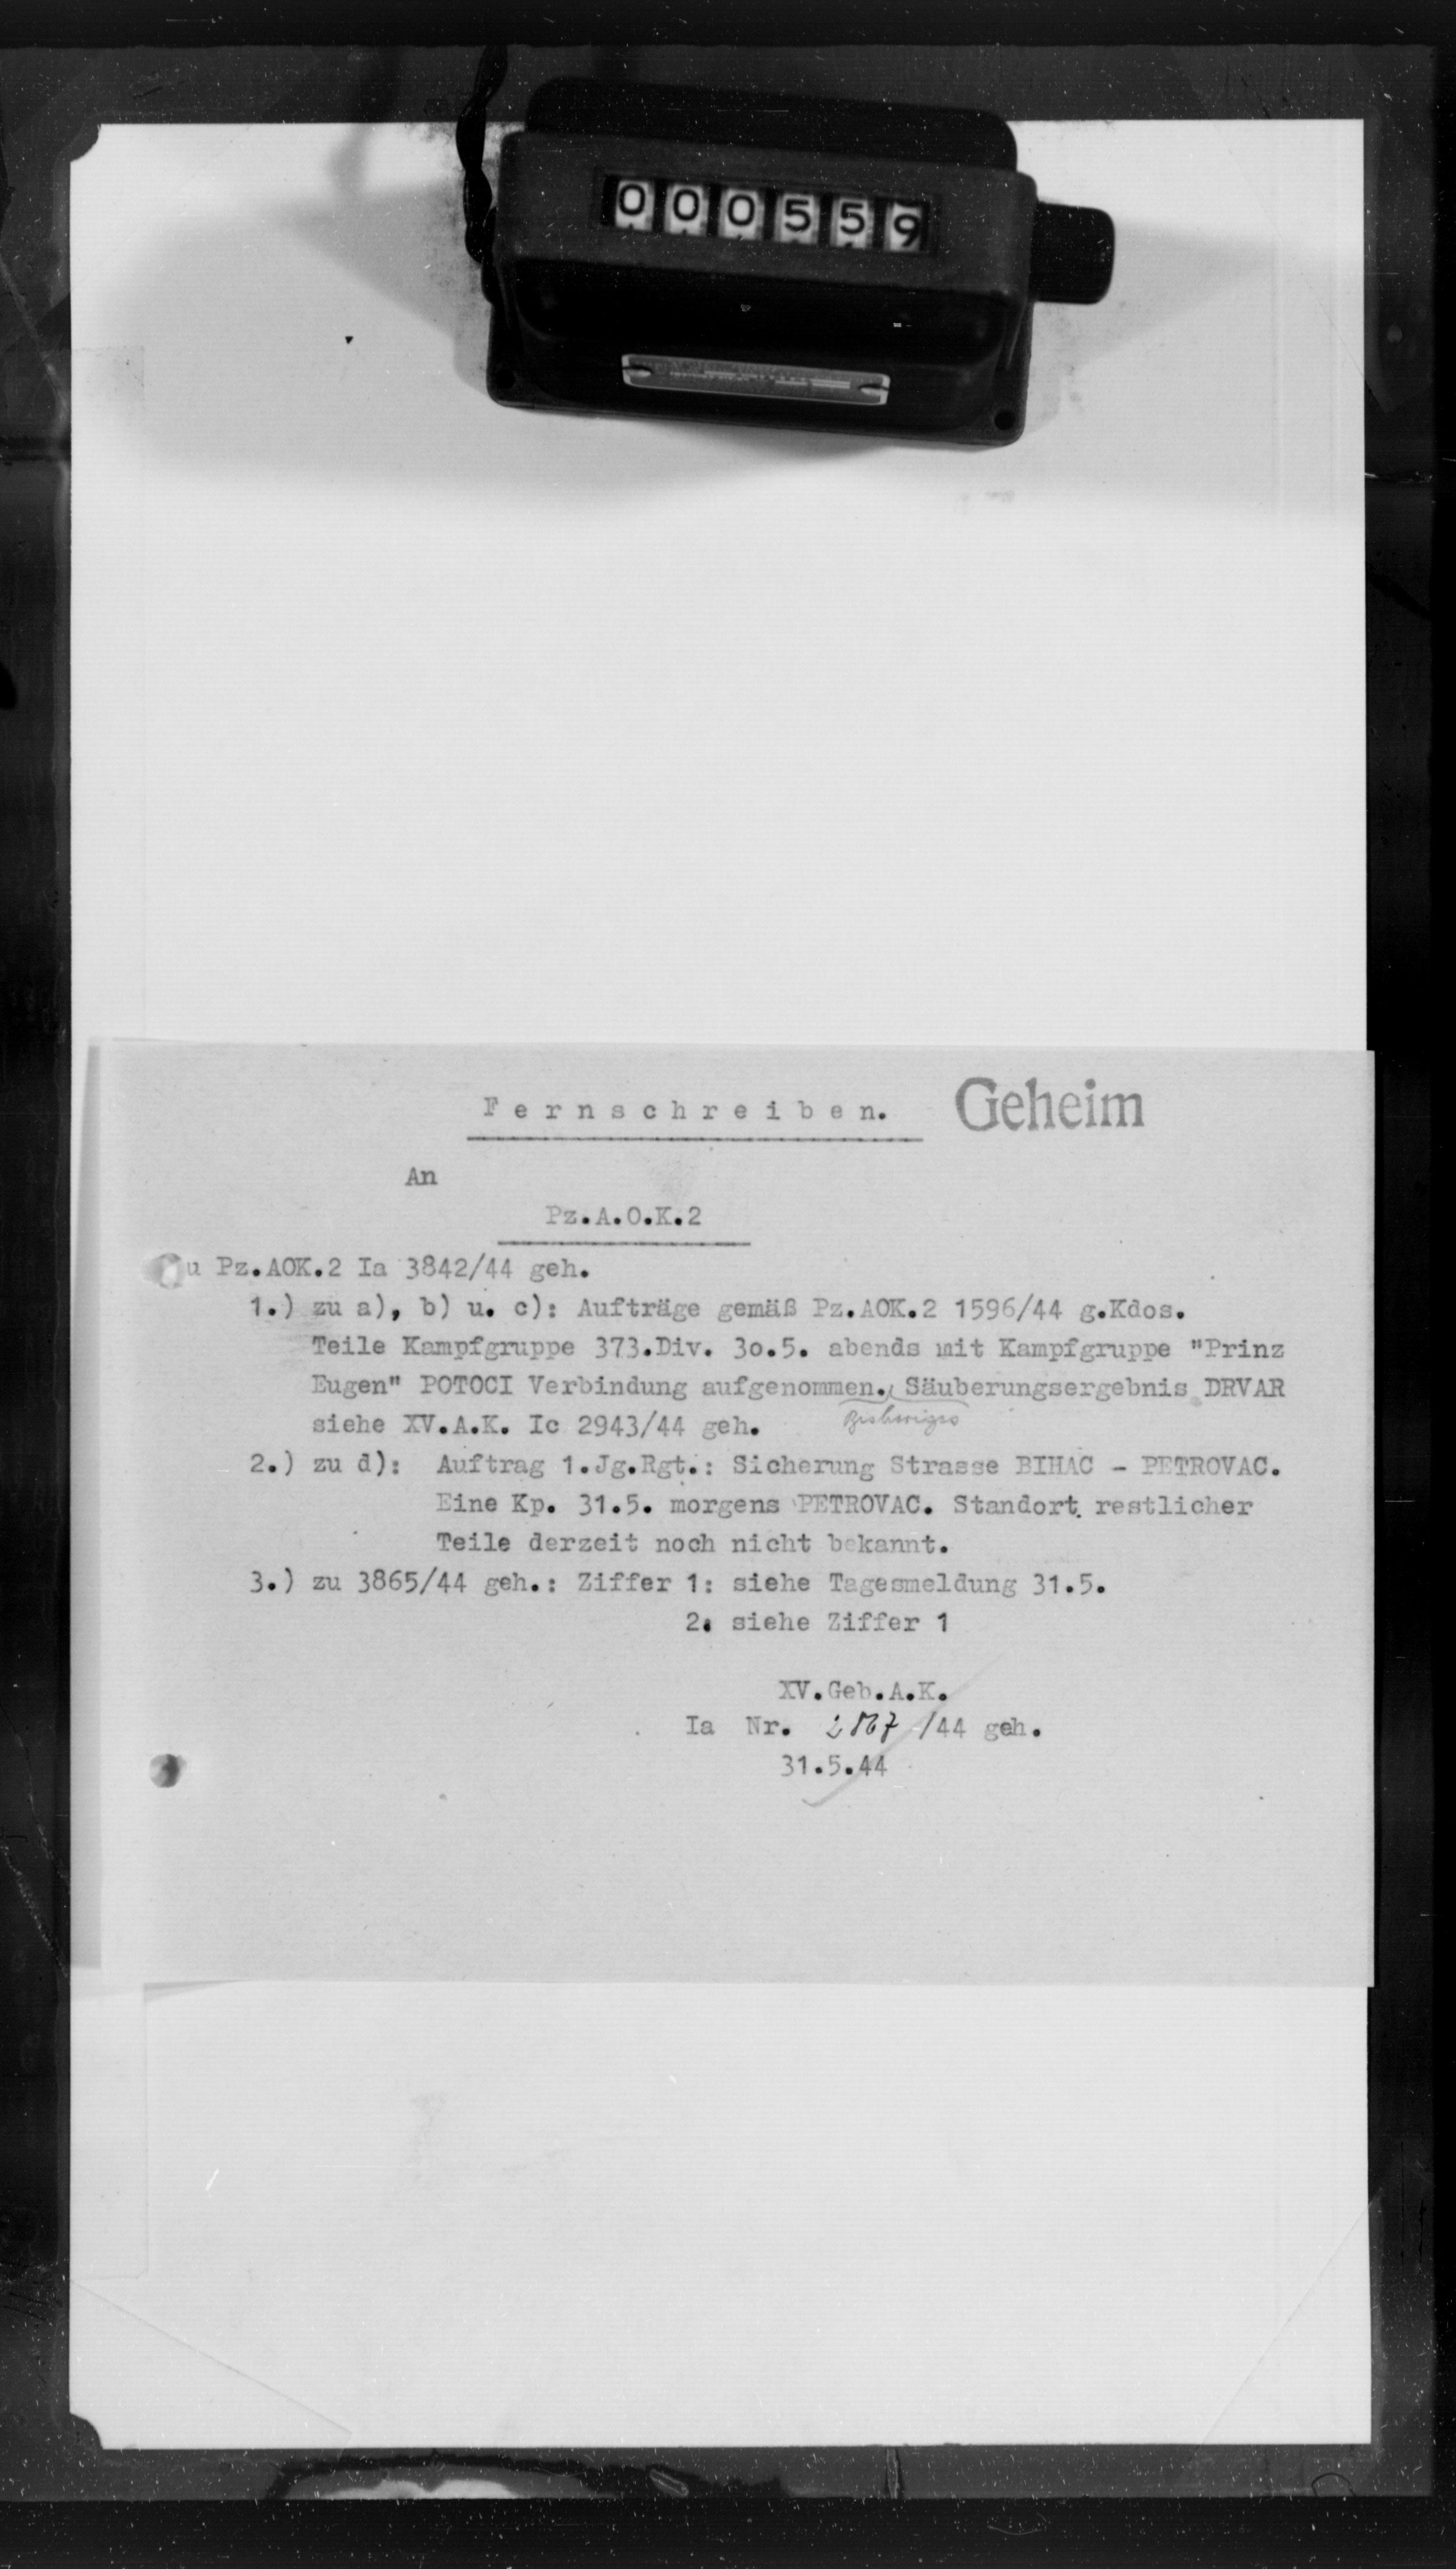 000559
Fernschreiben. Geheim
An
Pz.A.O.K.2
u Pz.AOK.2 Ia 3842/44 geh.
1.) zu a), b) u. c): Aufträge gemäß Pz.AOK.2 1596/44 g.Kdos.
Teile Kampfgruppe 373.Div. 3o.5. abends mit Kampfgruppe "Prinz
Eugen" POTOCI Verbindung aufgenommen. Säuberungsergebnis DRVAR
bisheriges
siehe XV.A.K. Ic 2943/44 geh.
2.) zu d): Auftrag 1.Jg.Rgt.: Sicherung Strasse BIHAC - PETROVAC.
Eine Kp. 31.5. morgens PETROVAC. Standort restlicher
Teile derzeit noch nicht bekannt.
3.) zu 3865/44 geh.: Ziffer 1: siehe Tagesmeldung 31.5.
2. siehe Ziffer 1
XV.Geb.A.K.
Ia Nr. /44 geh.
31.5.44